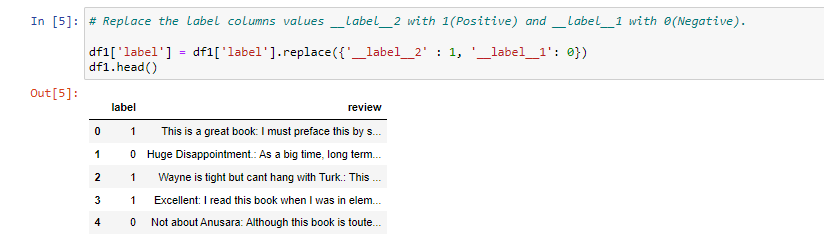 In [5]: # Replace the label columns values __label__2 with 1(Positive) and __label__1 with 0(Negative).
df1['label'] = df1['label'].replace({'__label__2' : 1, '__label__1': 0})
df1.head()
Out[5]:
label review
0 1 This is a great book: I must preface this by s...
1 0 Huge Disappointment.: As a big time, long term...
2 1 Wayne is tight but cant hang with Turk.: This ...
3 1 Excellent: I read this book when I was in elem...
4 0 Not about Anusara: Although this book is toute...